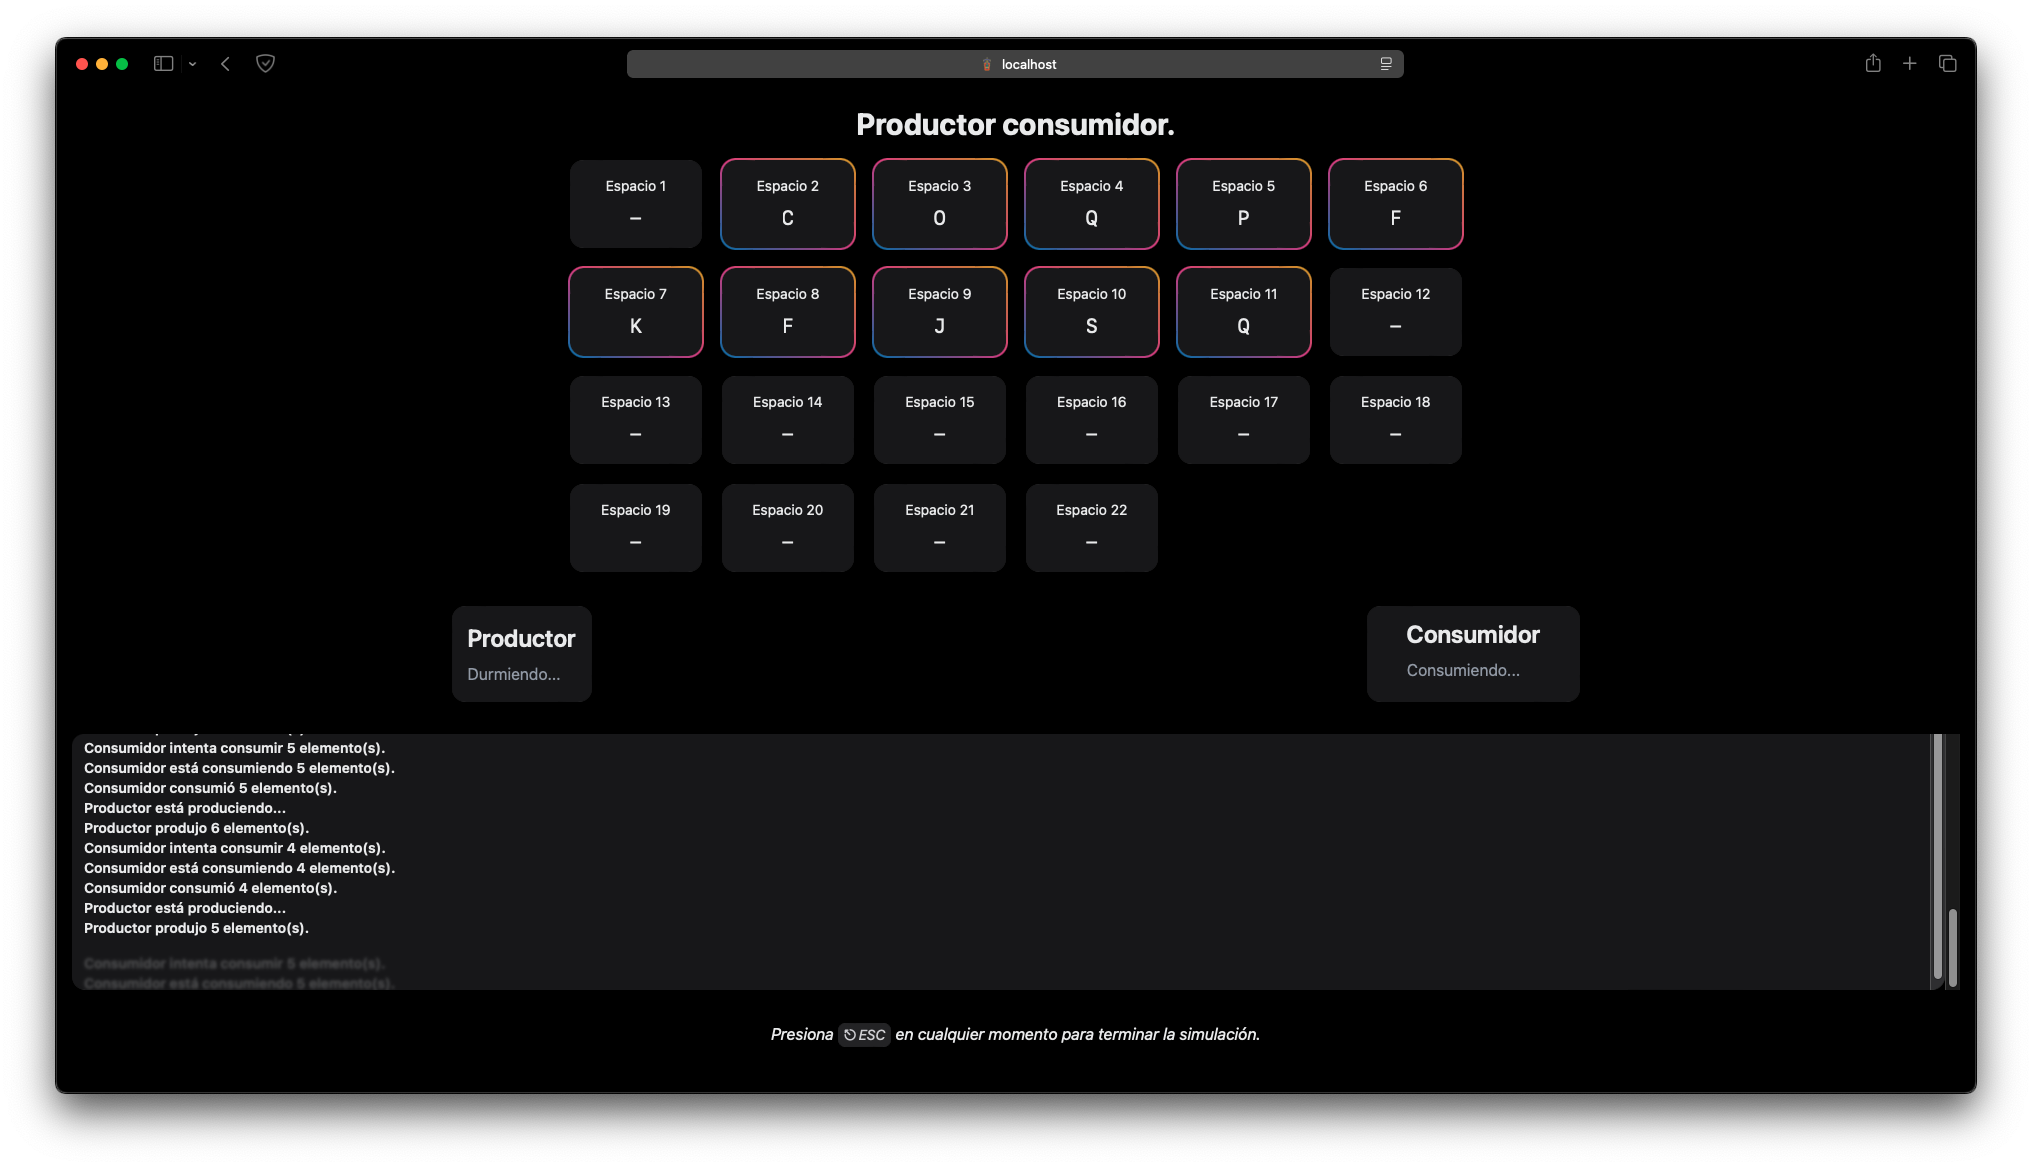 localhost
Productor consumidor.
Espacio 1 Espacio 2 Espacio 3 Espacio 4 Espacio 5 Espacio 6
– C O Q P F
Espacio 7 Espacio 8 Espacio 9 Espacio 10 Espacio 11 Espacio 12
K F J S Q –
Espacio 13 Espacio 14 Espacio 15 Espacio 16 Espacio 17 Espacio 18
– – – – – –
Espacio 19 Espacio 20 Espacio 21 Espacio 22
– – – –
Productor
Durmiendo...
Consumidor
Consumiendo...
Consumidor intenta consumir 5 elemento(s).
Consumidor está consumiendo 5 elemento(s).
Consumidor consumió 5 elemento(s).
Productor está produciendo...
Productor produjo 6 elemento(s).
Consumidor intenta consumir 4 elemento(s).
Consumidor está consumiendo 4 elemento(s).
Consumidor consumió 4 elemento(s).
Productor está produciendo...
Productor produjo 5 elemento(s).
Consumidor intenta consumir 5 elemento(s).
Consumidor está consumiendo 5 elemento(s).
Presiona ESC en cualquier momento para terminar la simulación.